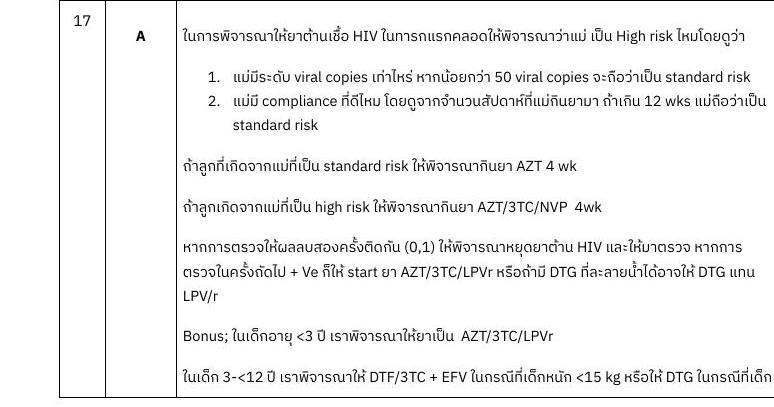 17
A
ในการพิจารณาให้ยาต้านเชื้อ HIV ในทารกแรกคลอดให้พิจารณาว่าแม่ เป็น High risk ไหมโดยดูว่า
1. แม่มีระดับ viral copies เท่าไหร่ หากน้อยกว่า 50 viral copies จะถือว่าเป็น standard risk
2. แม่มี compliance ที่ดีไหม โดยดูจากจำนวนสัปดาห์ที่แม่กินยามา ถ้าเกิน 12 wks แม่ถือว่าเป็น
standard risk
ถ้าลูกที่เกิดจากแม่ที่เป็น standard risk ให้พิจารณากินยา AZT 4 wk
ถ้าลูกเกิดจากแม่ที่เป็น high risk ให้พิจารณากินยา AZT/3TC/NVP 4wk
หากการตรวจให้ผลลบสองครั้งติดกัน (0,1) ให้พิจารณาหยุดยาต้าน HIV และให้มาตรวจ หากการ
ตรวจในครั้งถัดไป + Ve ก็ให้ start ยา AZT/3TC/LPVr หรือถ้ามี DTG ที่ละลายน้ำได้อาจให้ DTG แทน
LPV/r
Bonus; ในเด็กอายุ <3 ปี เราพิจารณาให้ยาเป็น AZT/3TC/LPVr
ในเด็ก 3-<12 ปี เราพิจารณาให้ DTF/3TC + EFV ในกรณีที่เด็กหนัก <15 kg หรือให้ DTG ในกรณีที่เด็ก